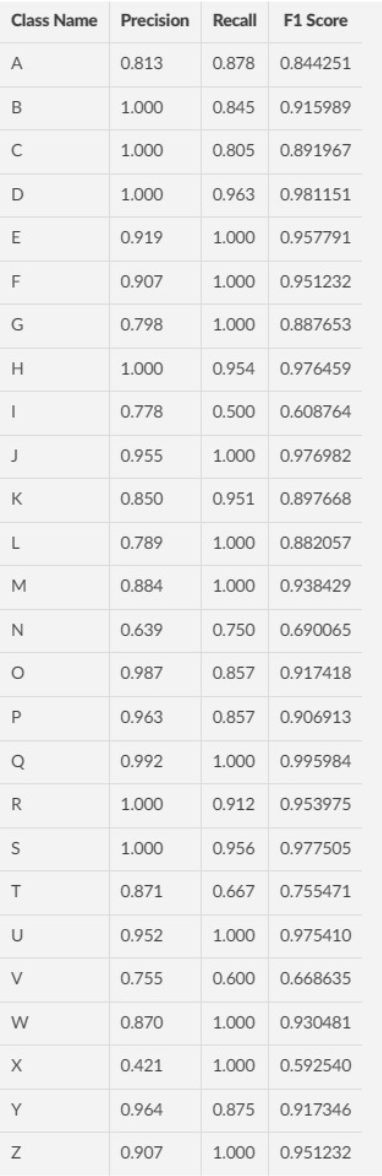 Class Name Precision Recall F1 Score
A 0.813 0.878 0.844251
B 1.000 0.845 0.915989
C 1.000 0.805 0.891967
D 1.000 0.963 0.981151
E 0.919 1.000 0.957791
F 0.907 1.000 0.951232
G 0.798 1.000 0.887653
H 1.000 0.954 0.976459
I 0.778 0.500 0.608764
J 0.955 1.000 0.976982
K 0.850 0.951 0.897668
L 0.789 1.000 0.882057
M 0.884 1.000 0.938429
N 0.639 0.750 0.690065
O 0.987 0.857 0.917418
P 0.963 0.857 0.906913
Q 0.992 1.000 0.995984
R 1.000 0.912 0.953975
S 1.000 0.956 0.977505
T 0.871 0.667 0.755471
U 0.952 1.000 0.975410
V 0.755 0.600 0.668635
W 0.870 1.000 0.930481
X 0.421 1.000 0.592540
Y 0.964 0.875 0.917346
Z 0.907 1.000 0.951232